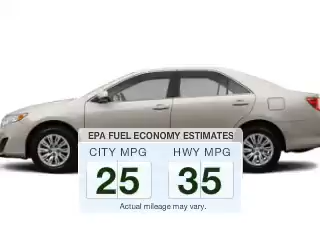 EPA FUEL ECONOMY ESTIMATES
CITY MPG HWY MPG
25 35
Actual mileage may vary.